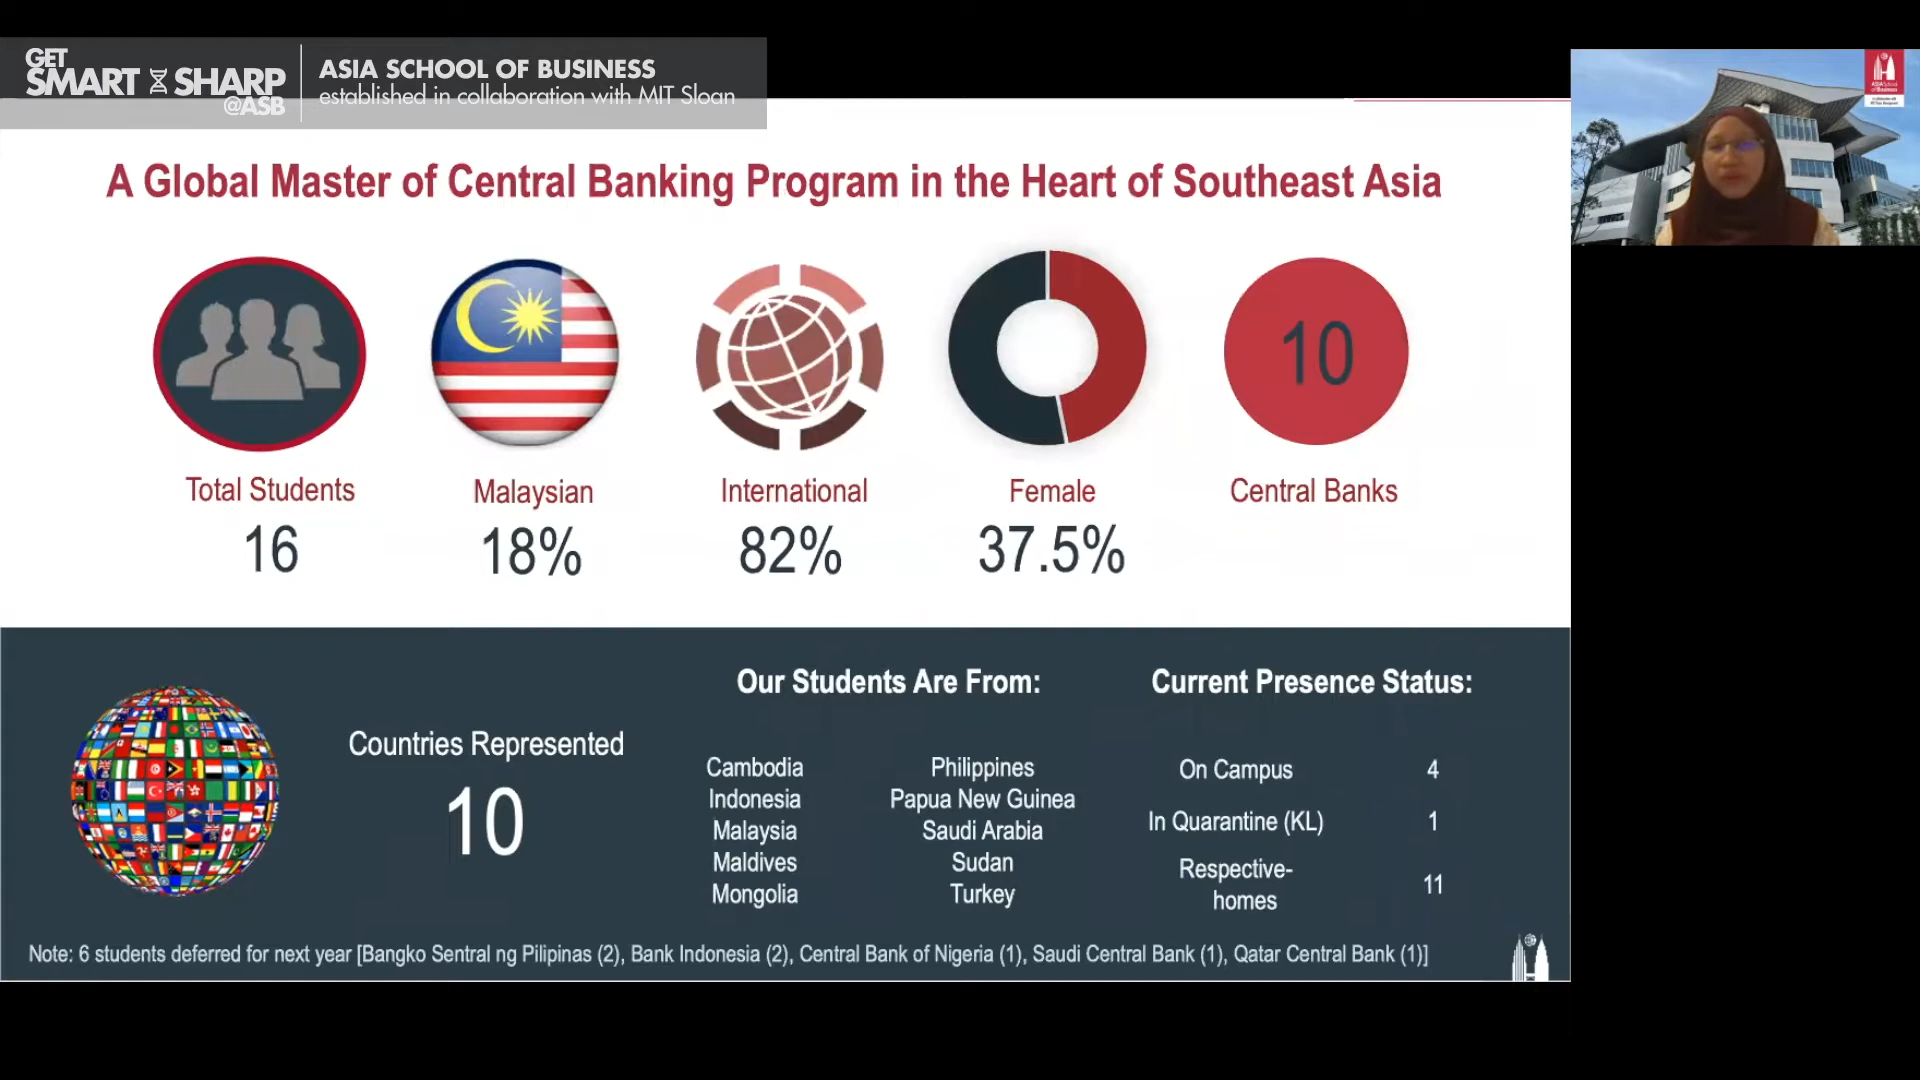 GET
SMART SHARP
@ASB
ASIA SCHOOL OF BUSINESS
established in collaboration with MIT Sloan
A Global Master of Central Banking Program in the Heart of Southeast Asia
10
Total Students
16
Malaysian
18%
International
82%
Female
37.5%
Central Banks
Countries Represented
10
Our Students Are From:
Cambodia
Indonesia
Malaysia
Maldives
Mongolia
Philippines
Papua New Guinea
Saudi Arabia
Sudan
Turkey
Current Presence Status:
On Campus 4
In Quarantine (KL) 1
Respective-
homes 11
Note: 6 students deferred for next year [Bangko Sentral ng Pilipinas (2), Bank Indonesia (2), Central Bank of Nigeria (1), Saudi Central Bank (1), Qatar Central Bank (1)]
ASIA School
of Business